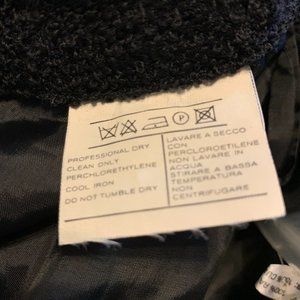 PROFESSIONAL DRY
CLEAN ONLY
PERCHLORETHYLENE
COOL IRON
DO NOT TUMBLE DRY
LAVARE A SECCO
CON
PERCLOROETILENE
NON LAVARE IN
ACQUA
STIRARE A BASSA
TEMPERATURA
NON
CENTRIFUGARE
P